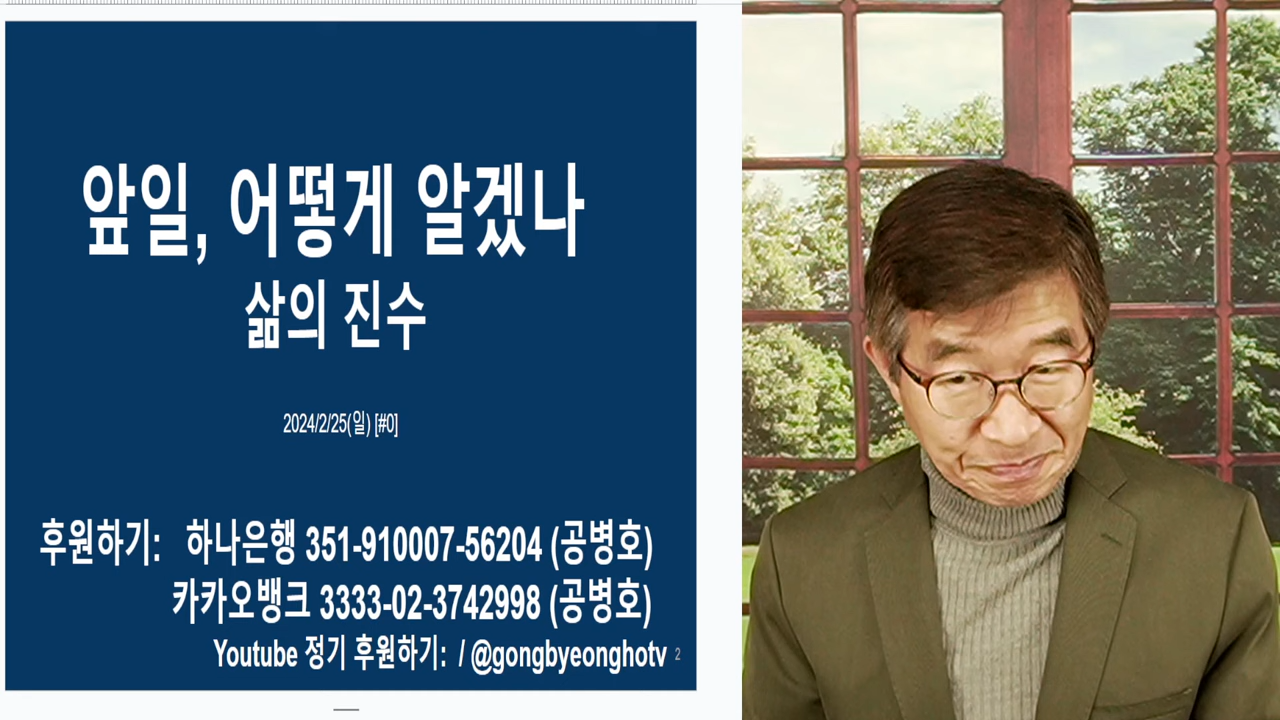 앞일, 어떻게 알겠나
삶의 진수
2024/2/25(일) [#0]
후원하기: 하나은행 351-910007-56204 (공병호)
카카오뱅크 3333-02-3742998 (공병호)
Youtube 정기 후원하기: / @gongbyeonghotv 2